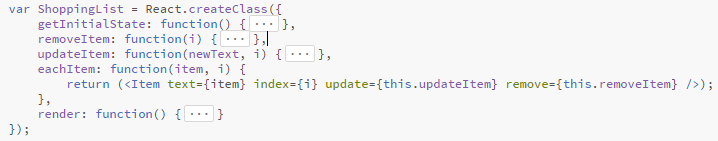 var ShoppingList = React.createClass({
getInitialState: function() {...},
removeItem: function(i) {...},
updateItem: function(newText, i) {...},
eachItem: function(item, i) {
return (<Item text={item} index={i} update={this.updateItem} remove={this.removeItem} />);
},
render: function() {...}
});